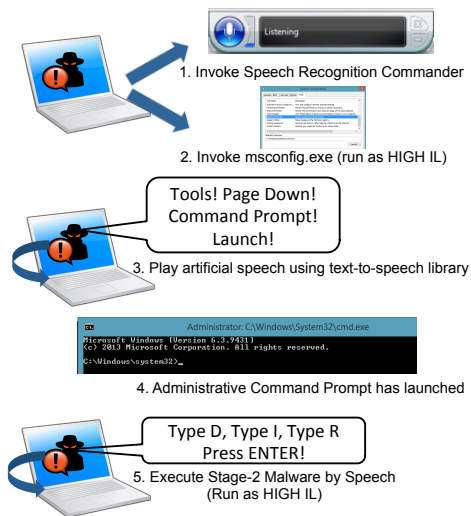 Listening
1. Invoke Speech Recognition Commander
2. Invoke msconfig.exe (run as HIGH IL)
Tools! Page Down!
Command Prompt!
Launch!
3. Play artificial speech using text-to-speech library
Administrator: C:\Windows\System32\cmd.exe
Microsoft Windows [Version 6.3.9431]
(c) 2013 Microsoft Corporation. All rights reserved.
C:\Windows\system32>_
4. Administrative Command Prompt has launched
Type D, Type I, Type R
Press ENTER!
5. Execute Stage-2 Malware by Speech
(Run as HIGH IL)